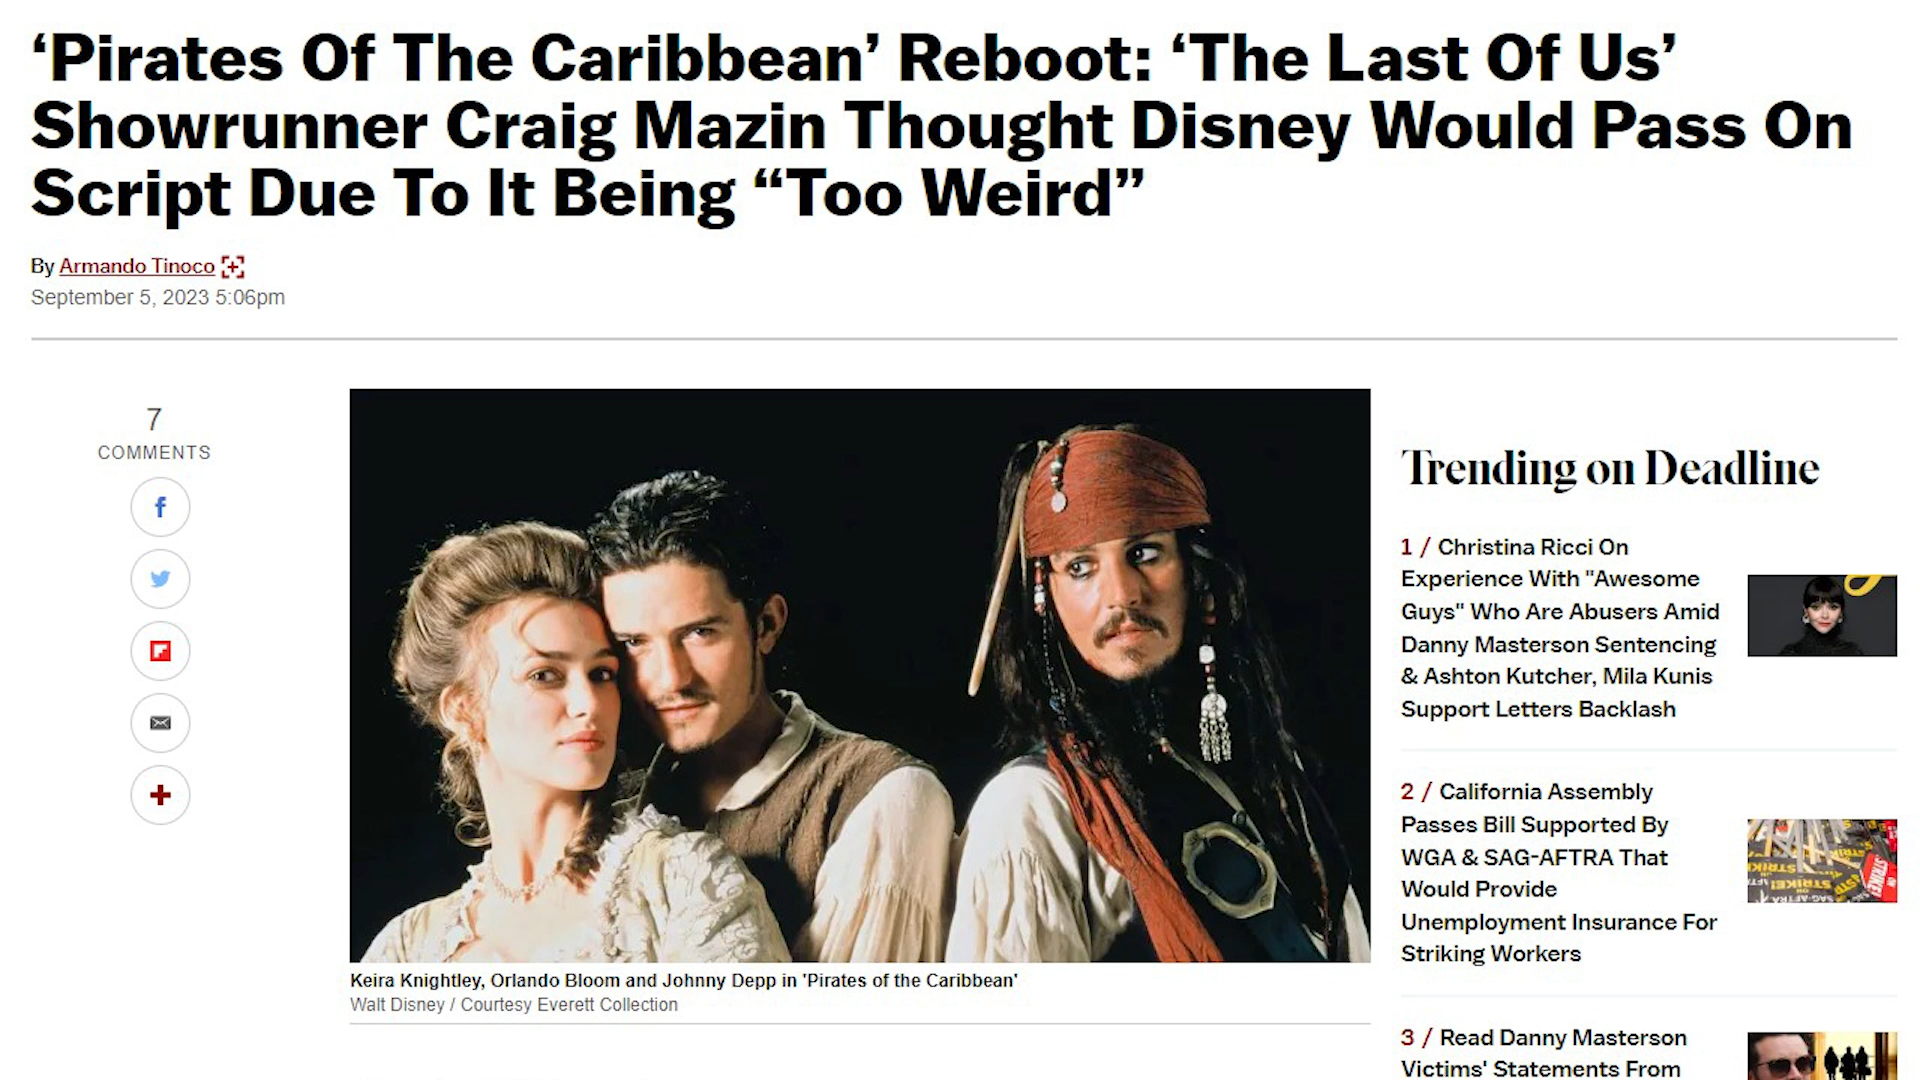 ‘Pirates Of The Caribbean’ Reboot: ‘The Last Of Us’
Showrunner Craig Mazin Thought Disney Would Pass On
Script Due To It Being “Too Weird”
By Armando Tinoco
September 5, 2023 5:06pm
7
COMMENTS
Keira Knightley, Orlando Bloom and Johnny Depp in 'Pirates of the Caribbean'
Walt Disney / Courtesy Everett Collection
Trending on Deadline
1 / Christina Ricci On
Experience With "Awesome
Guys" Who Are Abusers Amid
Danny Masterson Sentencing
& Ashton Kutcher, Mila Kunis
Support Letters Backlash
2 / California Assembly
Passes Bill Supported By
WGA & SAG-AFTRA That
Would Provide
Unemployment Insurance For
Striking Workers
3 / Read Danny Masterson
Victims' Statements From